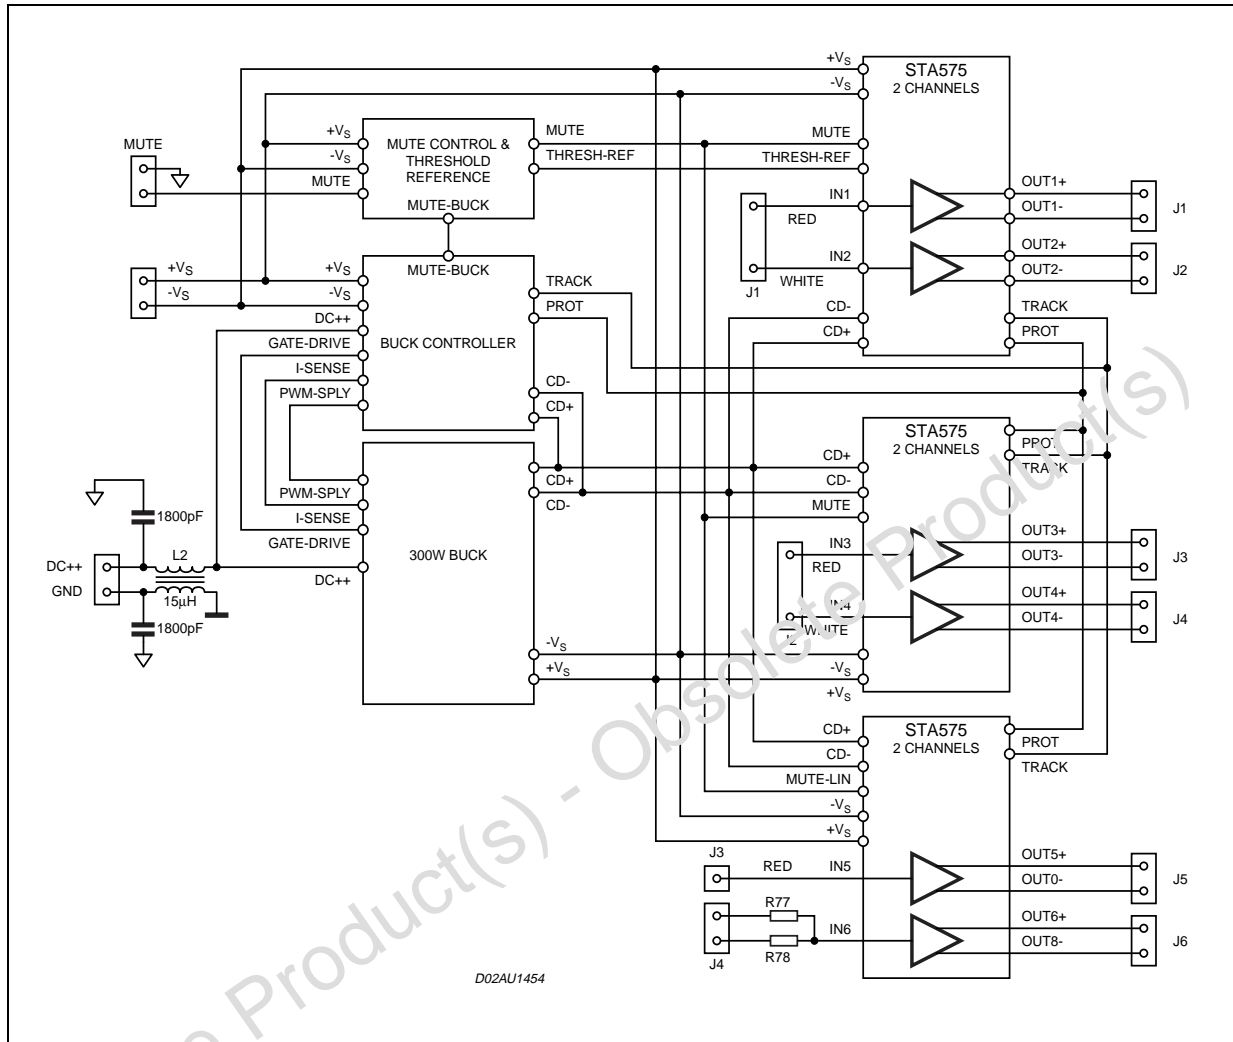 +VS
-VS
STA575
2 CHANNELS
MUTE
THRESH-REF
IN1
IN2
CD-
CD+
OUT1+
OUT1-
OUT2+
OUT2-
TRACK
PROT
J1
J2
MUTE
+VS
-VS
MUTE
MUTE CONTROL &
THRESHOLD
REFERENCE
MUTE-BUCK
MUTE
THRESH-REF
RED
WHITE
J1
+VS
-VS
+VS
-VS
DC++
GATE-DRIVE
I-SENSE
PWM-SPLY
MUTE-BUCK
BUCK CONTROLLER
TRACK
PROT
CD-
CD+
PWM-SPLY
I-SENSE
GATE-DRIVE
DC++
300W BUCK
CD+
CD-
-VS
+VS
1800pF
L2
DC++
GND
15µH
1800pF
STA575
2 CHANNELS
CD+
CD-
MUTE
IN3
RED
IN4
WHITE
J2
-VS
+VS
PROT
TRACK
OUT3+
OUT3-
OUT4+
OUT4-
J3
J4
STA575
2 CHANNELS
CD+
CD-
MUTE-LIN
-VS
+VS
PROT
TRACK
J3
RED
IN5
R77
IN6
R78
J4
OUT5+
OUT0-
OUT6+
OUT8-
J5
J6
D02AU1454
e Product(s) - Obsolete Product(s)